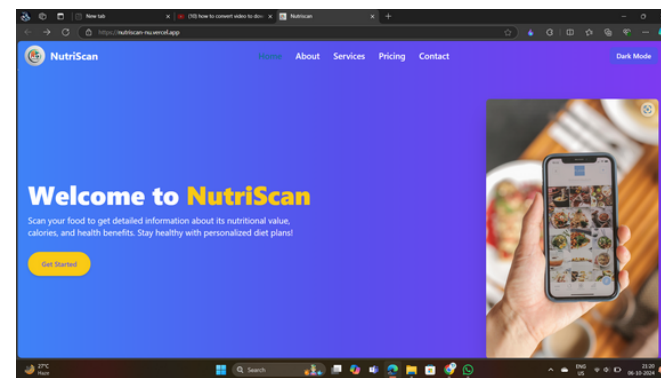 New tab
(10) how to convert video to dow
Nutriscan
https://nutriscan-nu.vercel.app
NutriScan
Home
About
Services
Pricing
Contact
Dark Mode
Welcome to NutriScan
Scan your food to get detailed information about its nutritional value,
calories, and health benefits. Stay healthy with personalized diet plans!
Get Started
27°C
Haze
Search
ENG
US
21:20
06-10-2024